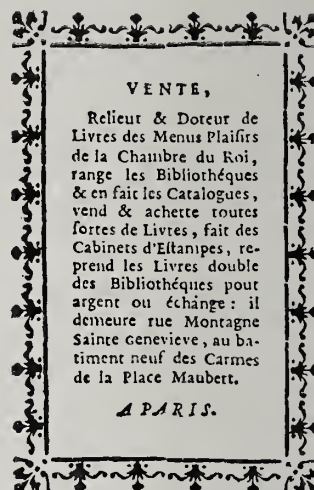 VENTE,
Relieur & Doreur de
Livres des Menus Plaiſirs
de la Chambre du Roi,
range les Bibliothéques
& en fait les Catalogues,
vend & achette toutes
ſortes de Livres, fait des
Cabinets d'Eſtampes, re-
prend les Livres double
des Bibliothéques pour
argent ou échange : il
demeure rue Montagne
Sainte Genevieve, au ba-
timent neuf des Carmes
de la Place Maubert.
A PARIS.